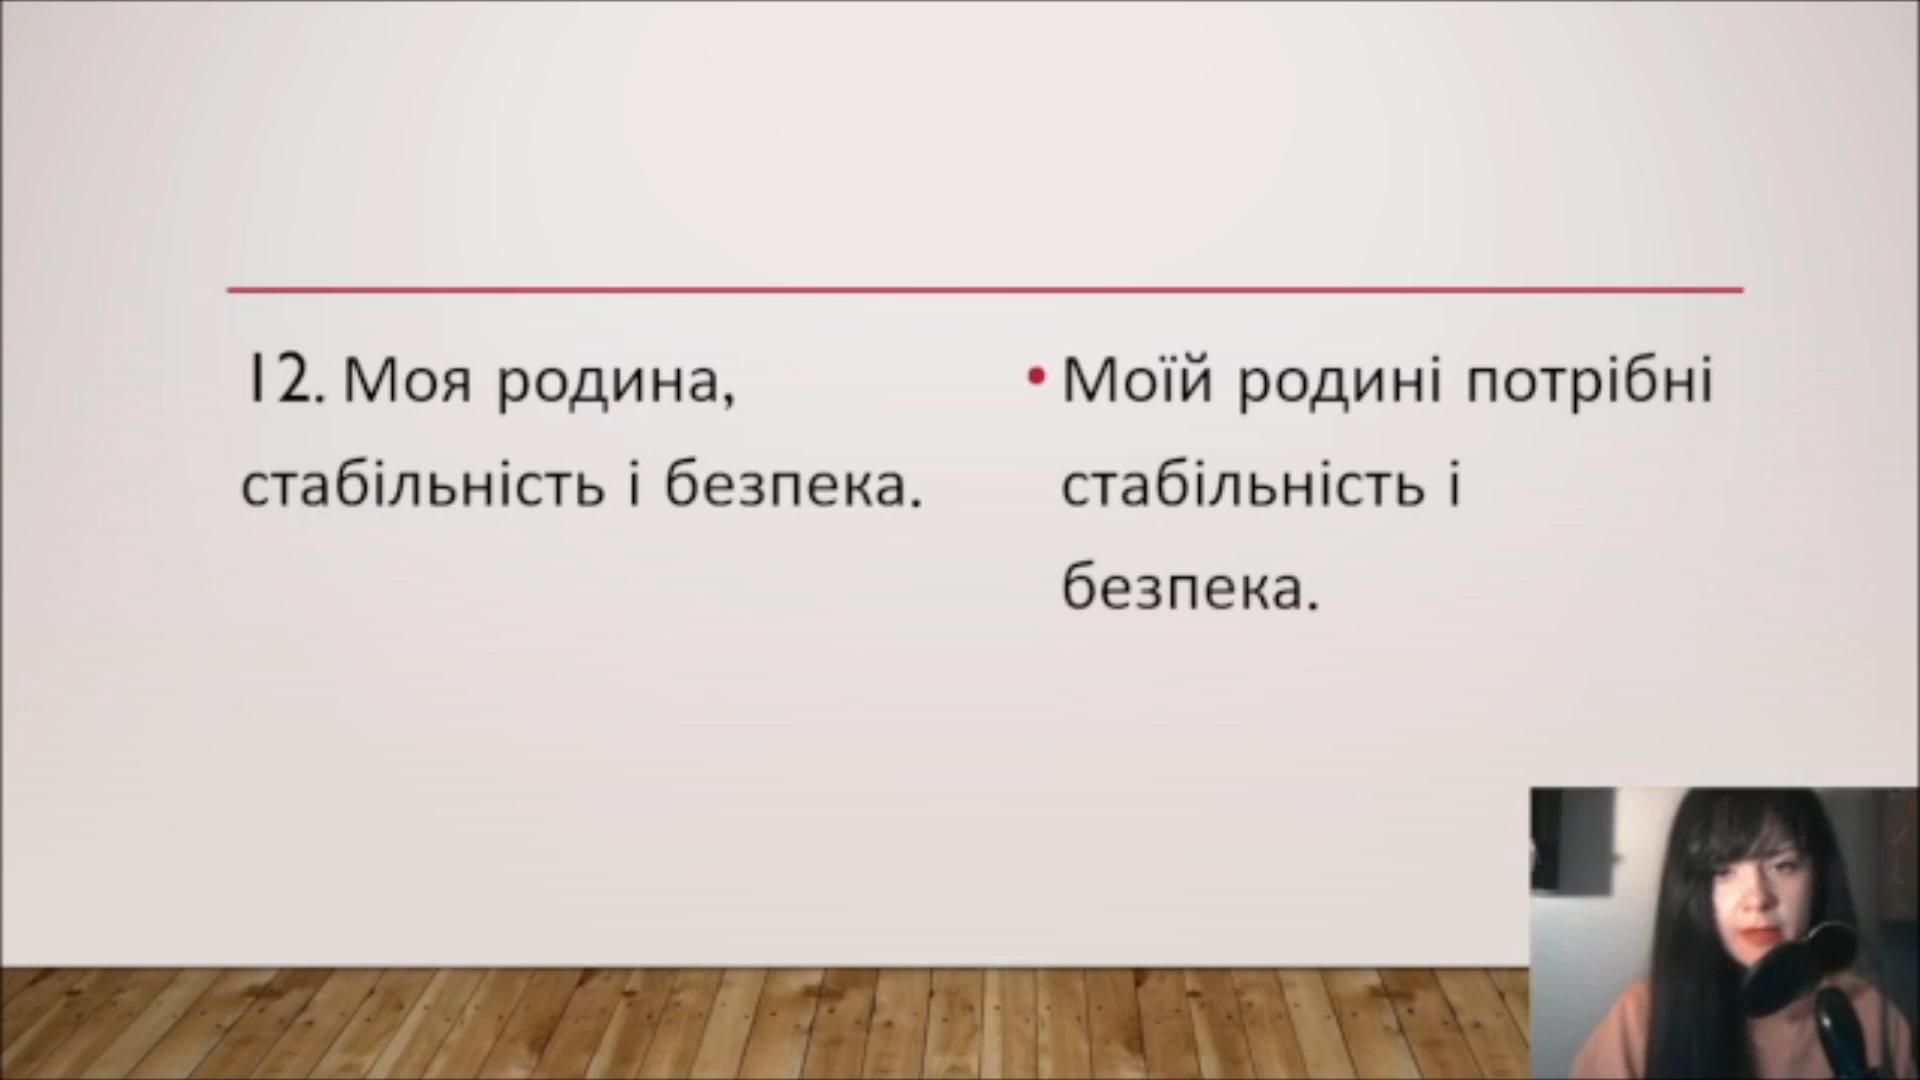 12. Моя родина,
стабільність і безпека.
• Моїй родині потрібні
стабільність і
безпека.